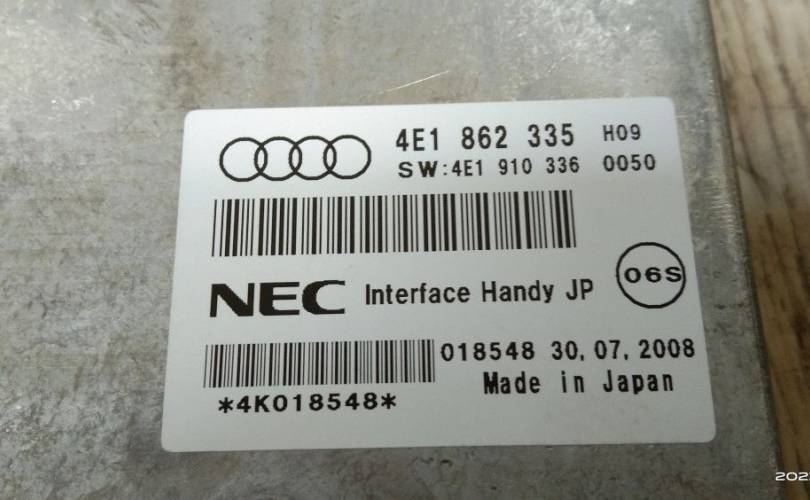 4E1 862 335 H09
SW:4E1 910 336 0050
NEC Interface Handy JP 06S
018548 30.07.2008
Made in Japan
*4K018548*
202